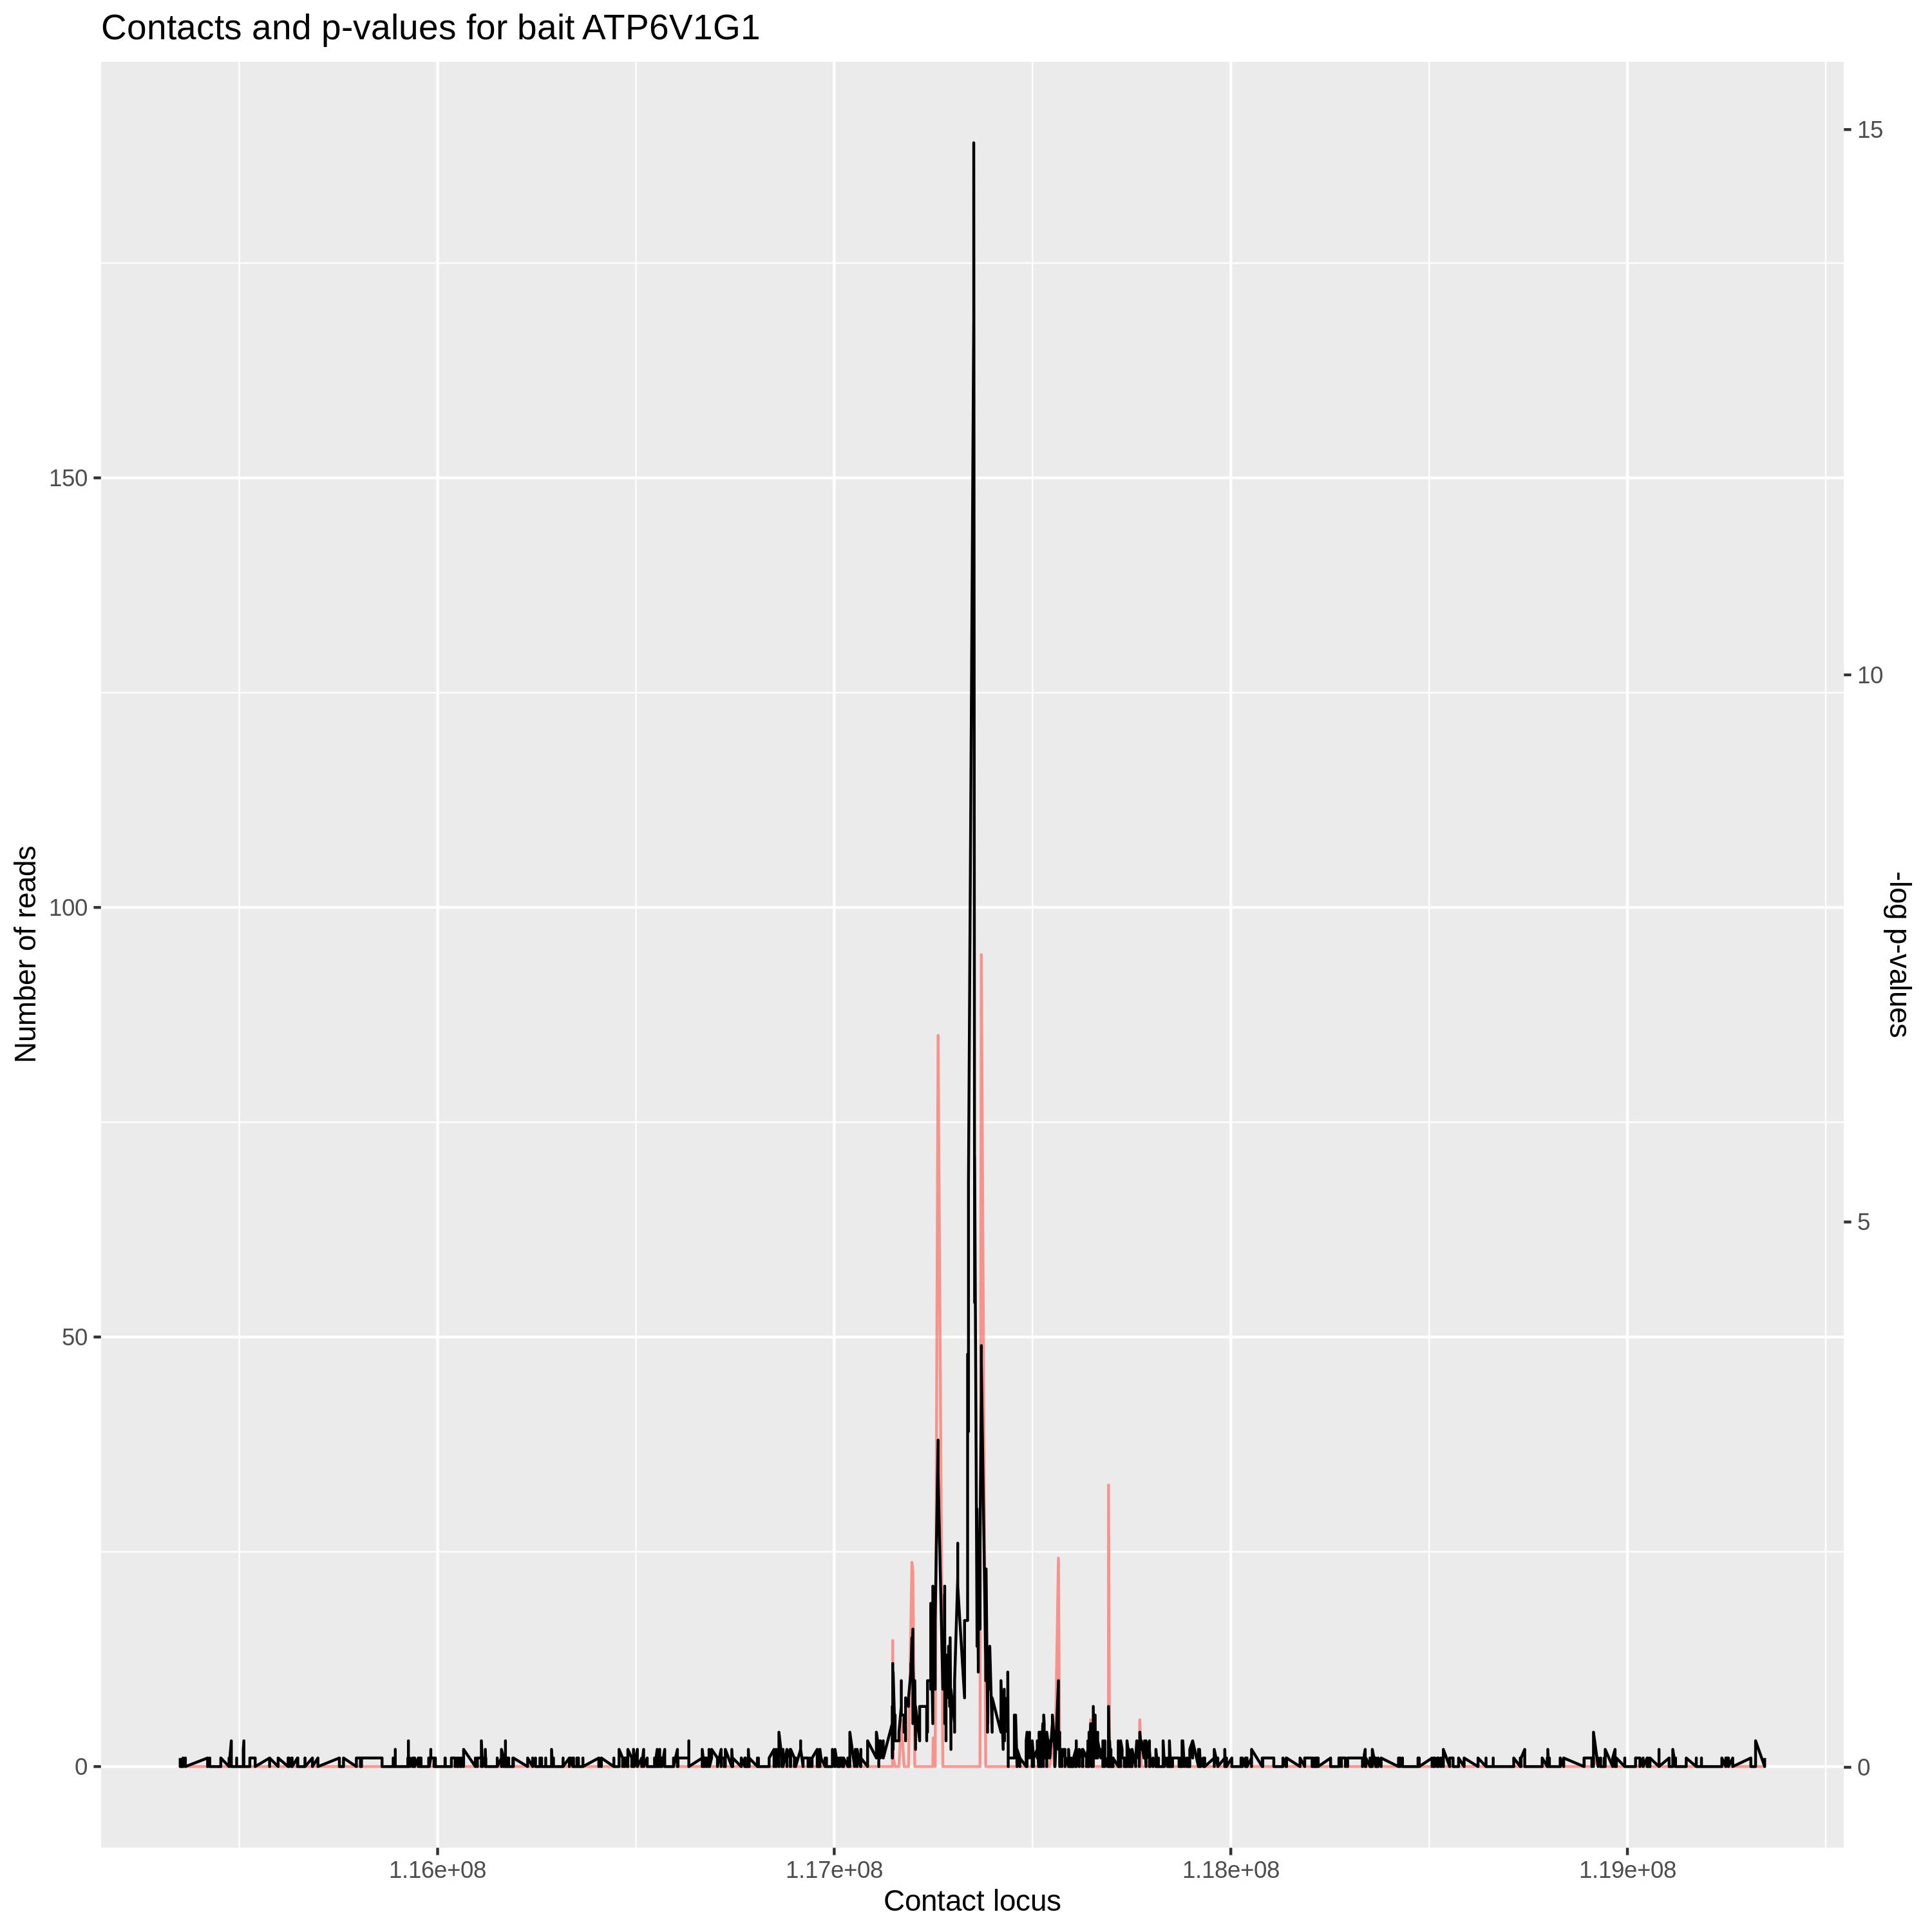 Contacts and p-values for bait ATP6V1G1
Number of reads
150
100
50
0
15
10
5
0
-log p-values
1.16e+08
1.17e+08
1.18e+08
1.19e+08
Contact locus